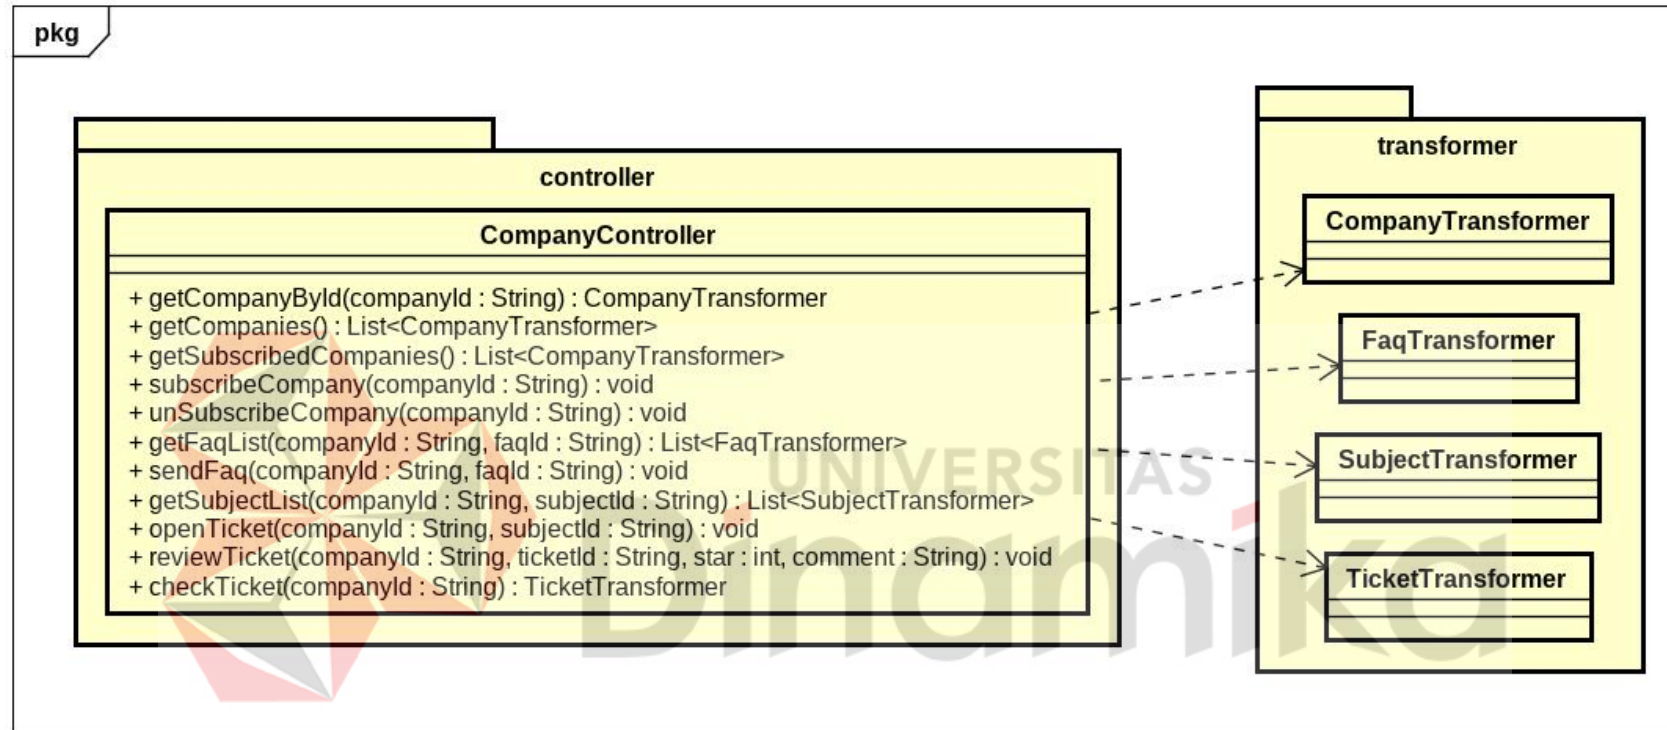 pkg
controller
CompanyController
+ getCompanyById(companyId : String) : CompanyTransformer
+ getCompanies() : List<CompanyTransformer>
+ getSubscribedCompanies() : List<CompanyTransformer>
+ subscribeCompany(companyId : String) : void
+ unSubscribeCompany(companyId : String) : void
+ getFaqList(companyId : String, faqId : String) : List<FaqTransformer>
+ sendFaq(companyId : String, faqId : String) : void
+ getSubjectList(companyId : String, subjectId : String) : List<SubjectTransformer>
+ openTicket(companyId : String, subjectId : String) : void
+ reviewTicket(companyId : String, ticketId : String, star : int, comment : String) : void
+ checkTicket(companyId : String) : TicketTransformer
transformer
CompanyTransformer
FaqTransformer
SubjectTransformer
TicketTransformer
UNIVERSITAS
Dinamika